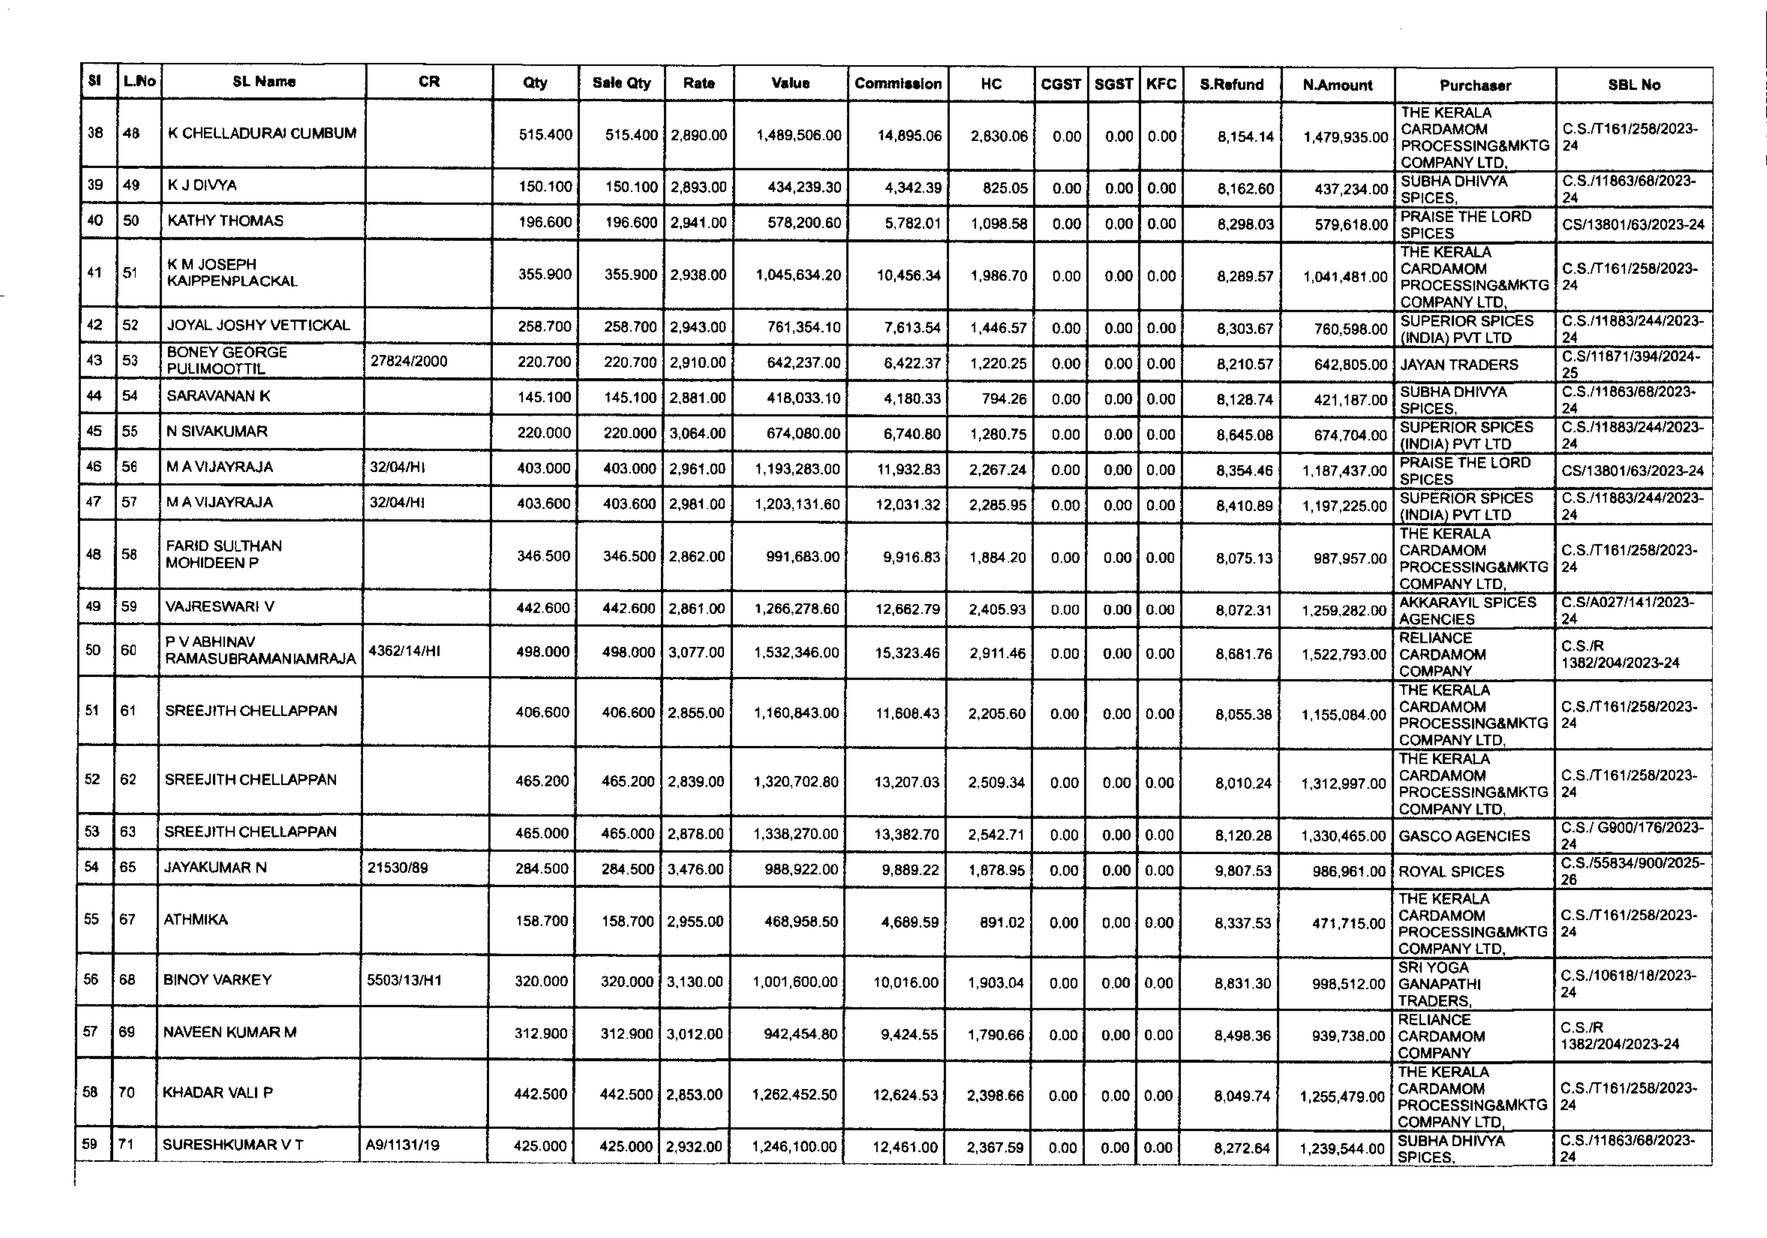 Sl L.No SL Name CR Qty Sale Qty Rate Value Commission HC CGST SGST KFC S.Refund N.Amount Purchaser SBL No
38 48 K CHELLADURAI CUMBUM 515.400 515.400 2,890.00 1,489,506.00 14,895.06 2,830.06 0.00 0.00 0.00 8,154.14 1,479,935.00 THE KERALA CARDAMOM PROCESSING&MKTG COMPANY LTD, C.S./T161/258/2023-24
39 49 K J DIVYA 150.100 150.100 2,893.00 434,239.30 4,342.39 825.05 0.00 0.00 0.00 8,162.60 437,234.00 SUBHA DHIVYA SPICES, C.S./11863/68/2023-24
40 50 KATHY THOMAS 196.600 196.600 2,941.00 578,200.60 5,782.01 1,098.58 0.00 0.00 0.00 8,298.03 579,618.00 PRAISE THE LORD SPICES CS/13801/63/2023-24
41 51 K M JOSEPH KAIPPENPLACKAL 355.900 355.900 2,938.00 1,045,634.20 10,456.34 1,986.70 0.00 0.00 0.00 8,289.57 1,041,481.00 THE KERALA CARDAMOM PROCESSING&MKTG COMPANY LTD, C.S./T161/258/2023-24
42 52 JOYAL JOSHY VETTICKAL 258.700 258.700 2,943.00 761,354.10 7,613.54 1,446.57 0.00 0.00 0.00 8,303.67 760,598.00 SUPERIOR SPICES (INDIA) PVT LTD C.S./11883/244/2023-24
43 53 BONEY GEORGE PULIMOOTTIL 27824/2000 220.700 220.700 2,910.00 642,237.00 6,422.37 1,220.25 0.00 0.00 0.00 8,210.57 642,805.00 JAYAN TRADERS C.S/11871/394/2024-25
44 54 SARAVANAN K 145.100 145.100 2,881.00 418,033.10 4,180.33 794.26 0.00 0.00 0.00 8,128.74 421,187.00 SUBHA DHIVYA SPICES, C.S./11863/68/2023-24
45 55 N SIVAKUMAR 220.000 220.000 3,064.00 674,080.00 6,740.80 1,280.75 0.00 0.00 0.00 8,645.08 674,704.00 SUPERIOR SPICES (INDIA) PVT LTD C.S./11883/244/2023-24
46 56 M A VIJAYRAJA 32/04/HI 403.000 403.000 2,961.00 1,193,283.00 11,932.83 2,267.24 0.00 0.00 0.00 8,354.46 1,187,437.00 PRAISE THE LORD SPICES CS/13801/63/2023-24
47 57 M A VIJAYRAJA 32/04/HI 403.600 403.600 2,981.00 1,203,131.60 12,031.32 2,285.95 0.00 0.00 0.00 8,410.89 1,197,225.00 SUPERIOR SPICES (INDIA) PVT LTD C.S./11883/244/2023-24
48 58 FARID SULTHAN MOHIDEEN P 346.500 346.500 2,862.00 991,683.00 9,916.83 1,884.20 0.00 0.00 0.00 8,075.13 987,957.00 THE KERALA CARDAMOM PROCESSING&MKTG COMPANY LTD, C.S./T161/258/2023-24
49 59 VAJRESWARI V 442.600 442.600 2,861.00 1,266,278.60 12,662.79 2,405.93 0.00 0.00 0.00 8,072.31 1,259,282.00 AKKARAYIL SPICES AGENCIES C.S/A027/141/2023-24
50 60 P V ABHINAV RAMASUBRAMANIAMRAJA 4362/14/HI 498.000 498.000 3,077.00 1,532,346.00 15,323.46 2,911.46 0.00 0.00 0.00 8,681.76 1,522,793.00 RELIANCE CARDAMOM COMPANY C.S./R 1382/204/2023-24
51 61 SREEJITH CHELLAPPAN 406.600 406.600 2,855.00 1,160,843.00 11,608.43 2,205.60 0.00 0.00 0.00 8,055.38 1,155,084.00 THE KERALA CARDAMOM PROCESSING&MKTG COMPANY LTD, C.S./T161/258/2023-24
52 62 SREEJITH CHELLAPPAN 465.200 465.200 2,839.00 1,320,702.80 13,207.03 2,509.34 0.00 0.00 0.00 8,010.24 1,312,997.00 THE KERALA CARDAMOM PROCESSING&MKTG COMPANY LTD, C.S./T161/258/2023-24
53 63 SREEJITH CHELLAPPAN 465.000 465.000 2,878.00 1,338,270.00 13,382.70 2,542.71 0.00 0.00 0.00 8,120.28 1,330,465.00 GASCO AGENCIES C.S./ G900/176/2023-24
54 65 JAYAKUMAR N 21530/89 284.500 284.500 3,476.00 988,922.00 9,889.22 1,878.95 0.00 0.00 0.00 9,807.53 986,961.00 ROYAL SPICES C.S./55834/900/2025-26
55 67 ATHMIKA 158.700 158.700 2,955.00 468,958.50 4,689.59 891.02 0.00 0.00 0.00 8,337.53 471,715.00 THE KERALA CARDAMOM PROCESSING&MKTG COMPANY LTD, C.S./T161/258/2023-24
56 68 BINOY VARKEY 5503/13/H1 320.000 320.000 3,130.00 1,001,600.00 10,016.00 1,903.04 0.00 0.00 0.00 8,831.30 998,512.00 SRI YOGA GANAPATHI TRADERS, C.S./10618/18/2023-24
57 69 NAVEEN KUMAR M 312.900 312.900 3,012.00 942,454.80 9,424.55 1,790.66 0.00 0.00 0.00 8,498.36 939,738.00 RELIANCE CARDAMOM COMPANY C.S./R 1382/204/2023-24
58 70 KHADAR VALI P 442.500 442.500 2,853.00 1,262,452.50 12,624.53 2,398.66 0.00 0.00 0.00 8,049.74 1,255,479.00 THE KERALA CARDAMOM PROCESSING&MKTG COMPANY LTD, C.S./T161/258/2023-24
59 71 SURESHKUMAR V T A9/1131/19 425.000 425.000 2,932.00 1,246,100.00 12,461.00 2,367.59 0.00 0.00 0.00 8,272.64 1,239,544.00 SUBHA DHIVYA SPICES, C.S./11863/68/2023-24